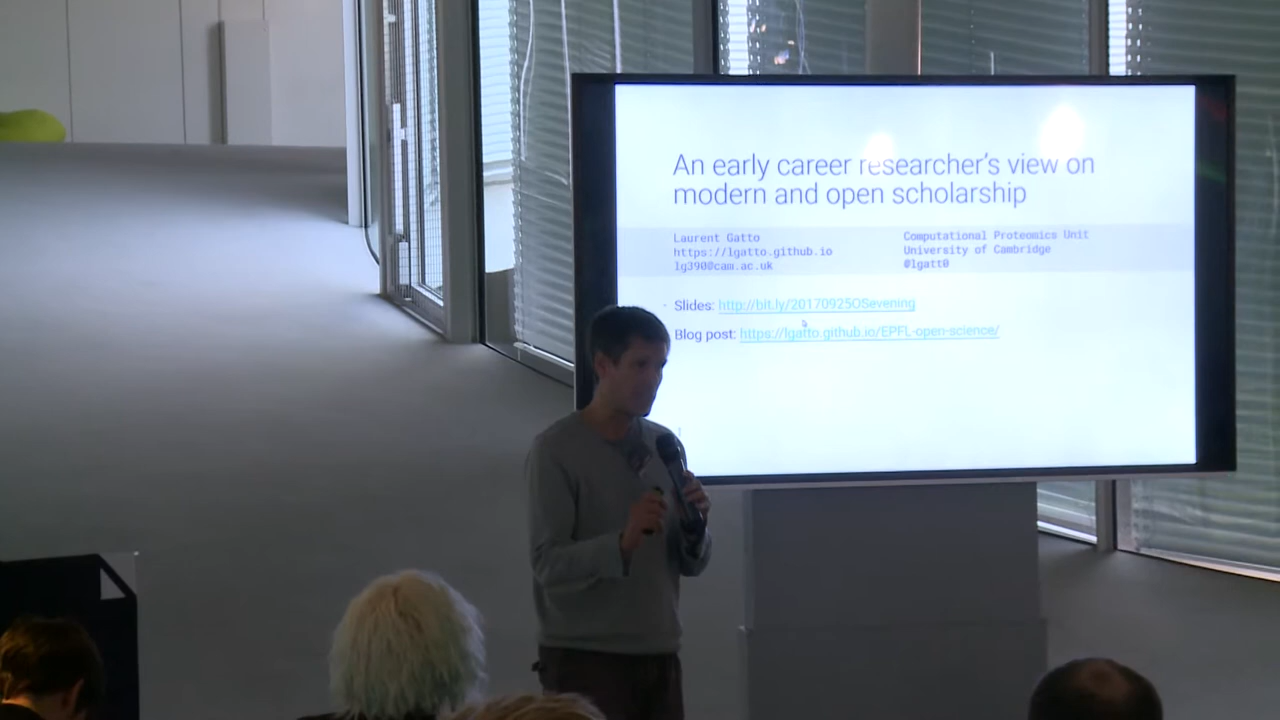 An early career researcher's view on
modern and open scholarship
Laurent Gatto
https://lgatto.github.io
lg390@cam.ac.uk
Computational Proteomics Unit
University of Cambridge
@lgatt0
- Slides: http://bit.ly/20170925OSevening
Blog post: https://lgatto.github.io/EPFL-open-science/